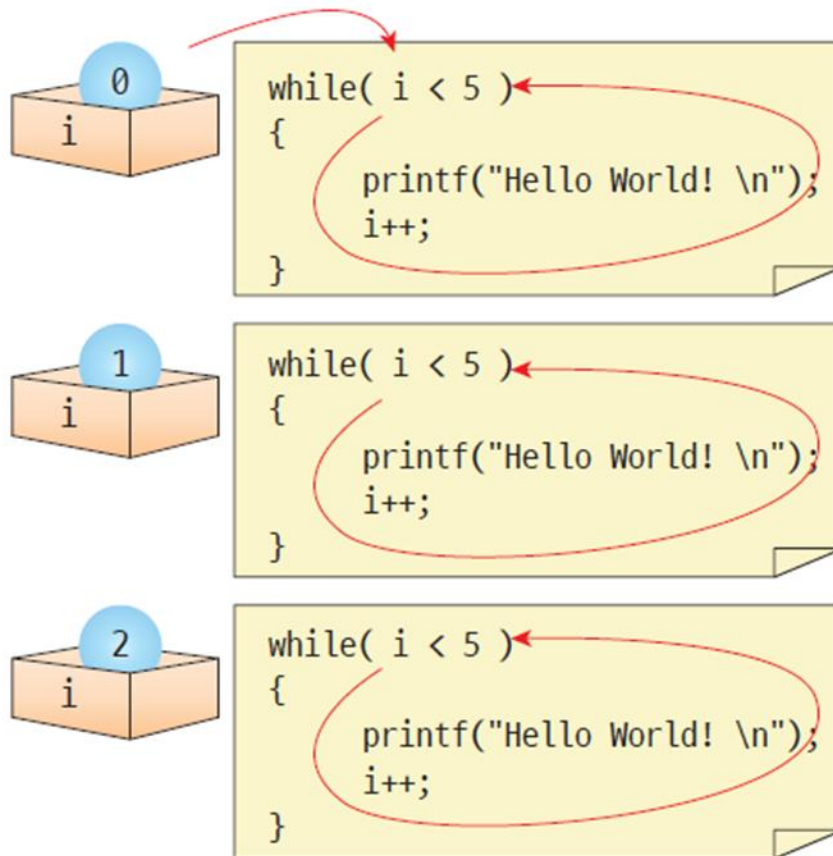 0
i
while( i < 5 )
{
printf("Hello World! \n");
i++;
}
1
i
while( i < 5 )
{
printf("Hello World! \n");
i++;
}
2
i
while( i < 5 )
{
printf("Hello World! \n");
i++;
}